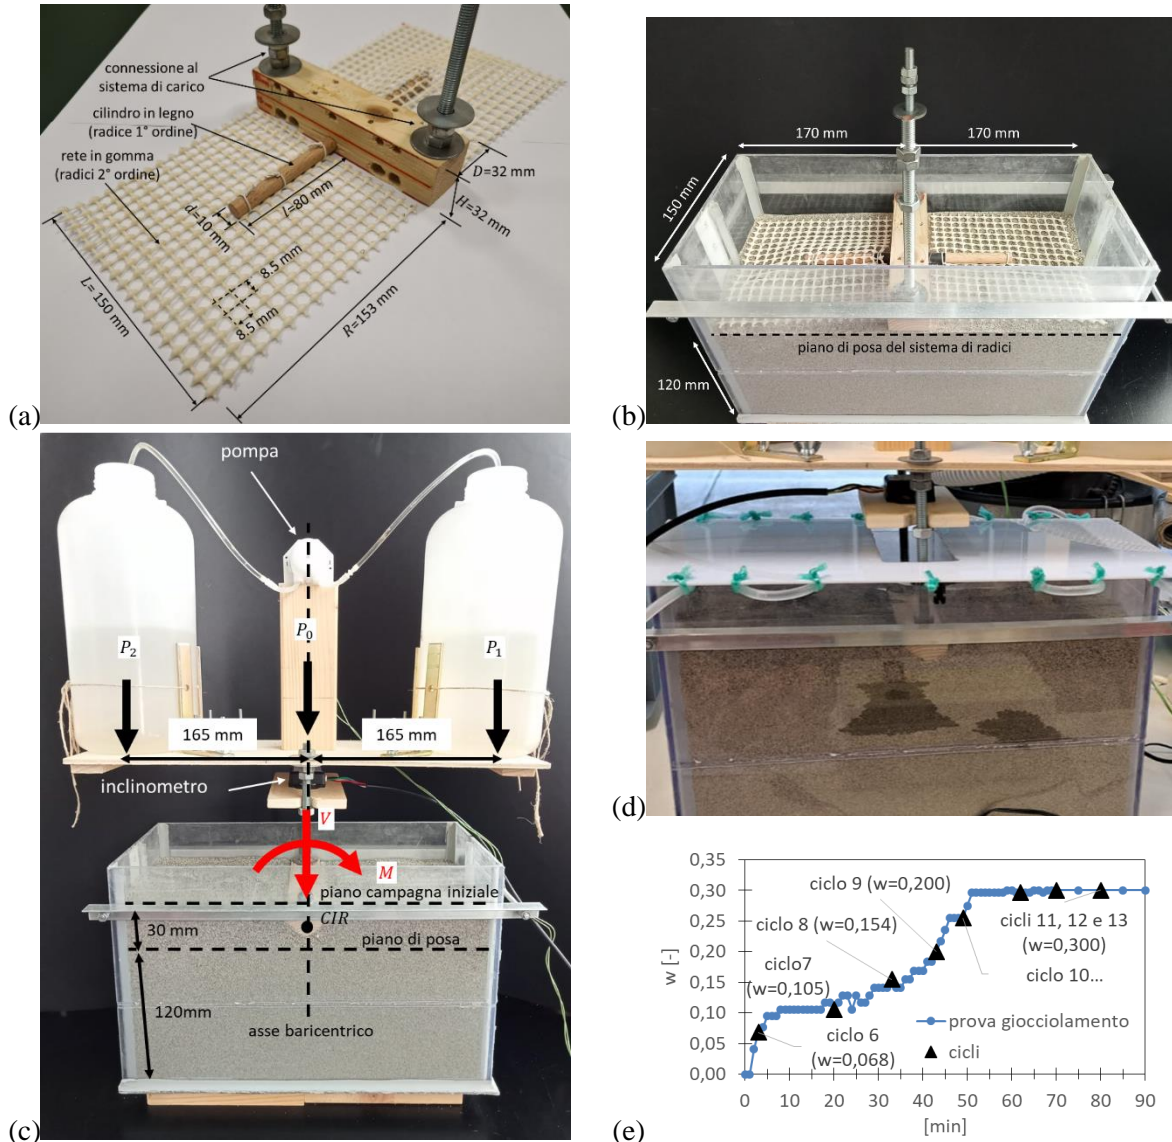 connessione al
sistema di carico
cilindro in legno
(radice 1° ordine)
rete in gomma
(radici 2° ordine)
D=32 mm
H=32 mm
l=80 mm
d=10 mm
8.5 mm
8.5 mm
L= 150 mm
R=153 mm
(a)
170 mm
170 mm
150 mm
piano di posa del sistema di radici
120 mm
(b)
pompa
P₀
P₂
P₁
165 mm
165 mm
inclinometro
V
M
piano campagna iniziale
CIR
30 mm
piano di posa
120mm
asse baricentrico
(c)
(d)
0,35
0,30
0,25
0,20
0,15
0,10
0,05
0,00
w [-]
ciclo 9 (w=0,200)
ciclo 8 (w=0,154)
ciclo7
(w=0,105)
cicli 11, 12 e 13
(w=0,300)
ciclo 10...
ciclo 6
(w=0,068)
prova giocciolamento
cicli
0 10 20 30 40 50 60 70 80 90
[min]
(e)